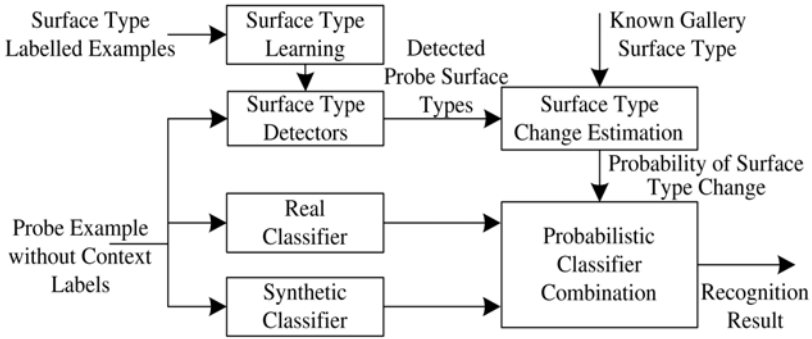 Surface Type
Labelled Examples
Surface Type
Learning
Detected
Probe Surface
Types
Known Gallery
Surface Type
Surface Type
Detectors
Surface Type
Change Estimation
Probability of Surface
Type Change
Probe Example
without Context
Labels
Real
Classifier
Synthetic
Classifier
Probabilistic
Classifier
Combination
Recognition
Result